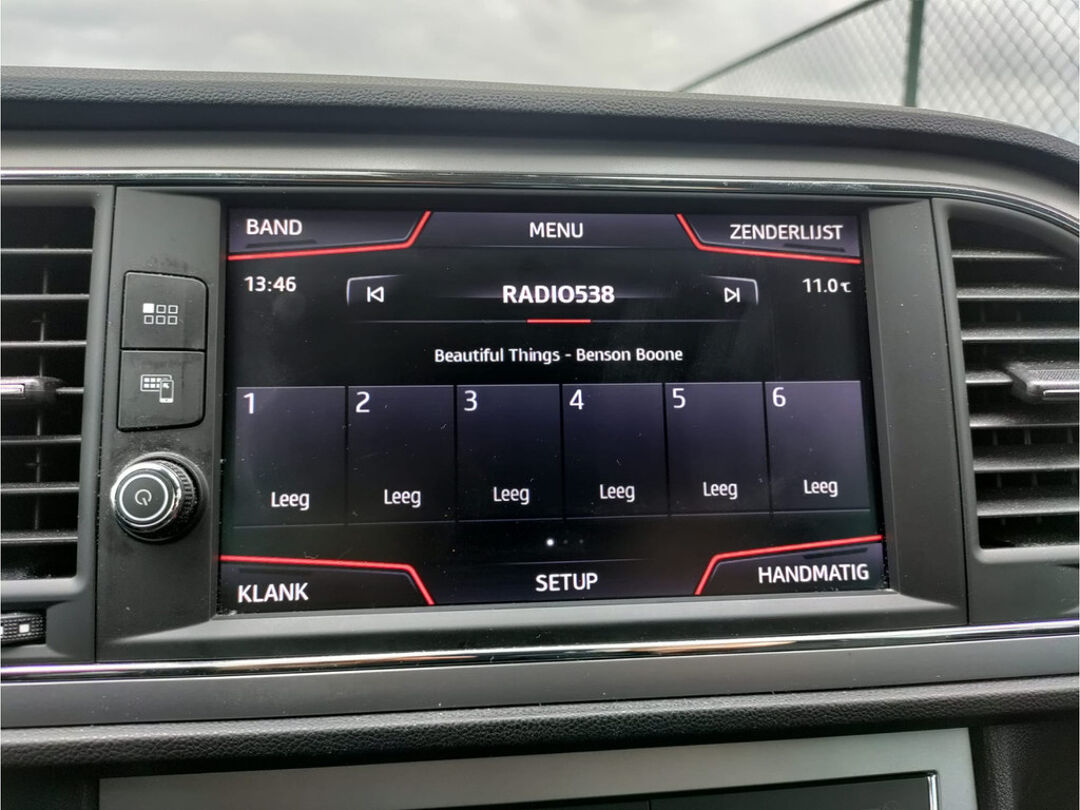 BAND MENU ZENDERLIJST
13:46 RADIO538 11.0℃
Beautiful Things - Benson Boone
1 2 3 4 5 6
Leeg Leeg Leeg Leeg Leeg Leeg
KLANK SETUP HANDMATIG